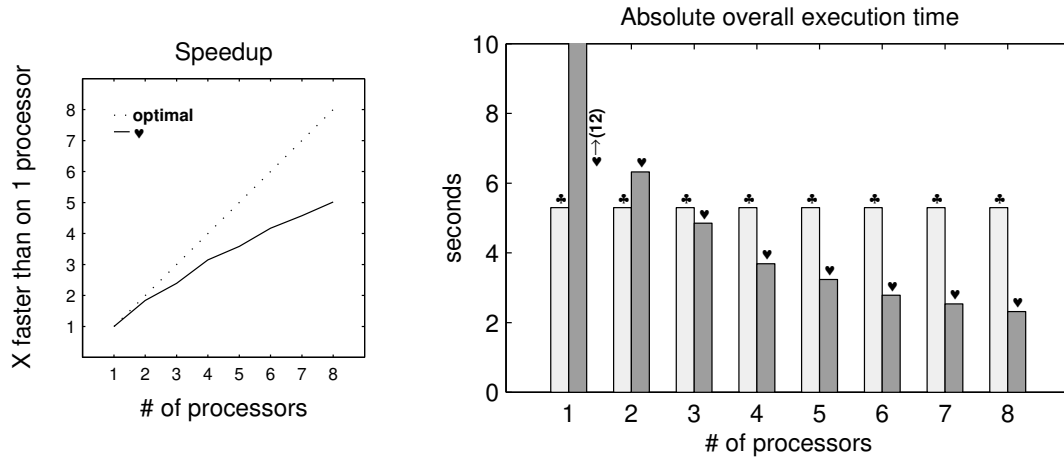 Speedup
X faster than on 1 processor
8
7
6
5
4
3
2
1
optimal
♥
1 2 3 4 5 6 7 8
# of processors
Absolute overall execution time
seconds
10
8
6
4
2
0
♥→(12)
♣ ♣ ♥ ♣ ♥ ♣ ♥ ♣ ♥ ♣ ♥ ♣ ♥ ♣ ♥
1 2 3 4 5 6 7 8
# of processors